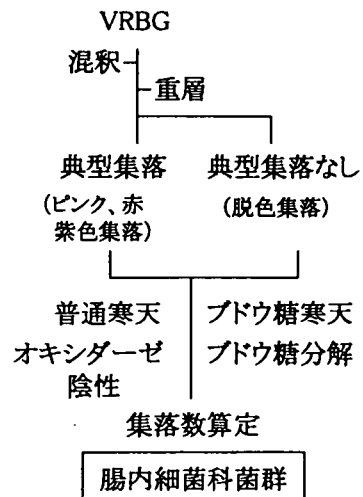 VRBG
混釈
重層
典型集落 典型集落なし
(ピンク、赤 (脱色集落)
紫色集落)
普通寒天 ブドウ糖寒天
オキシダーゼ ブドウ糖分解
陰性
集落数算定
腸内細菌科菌群